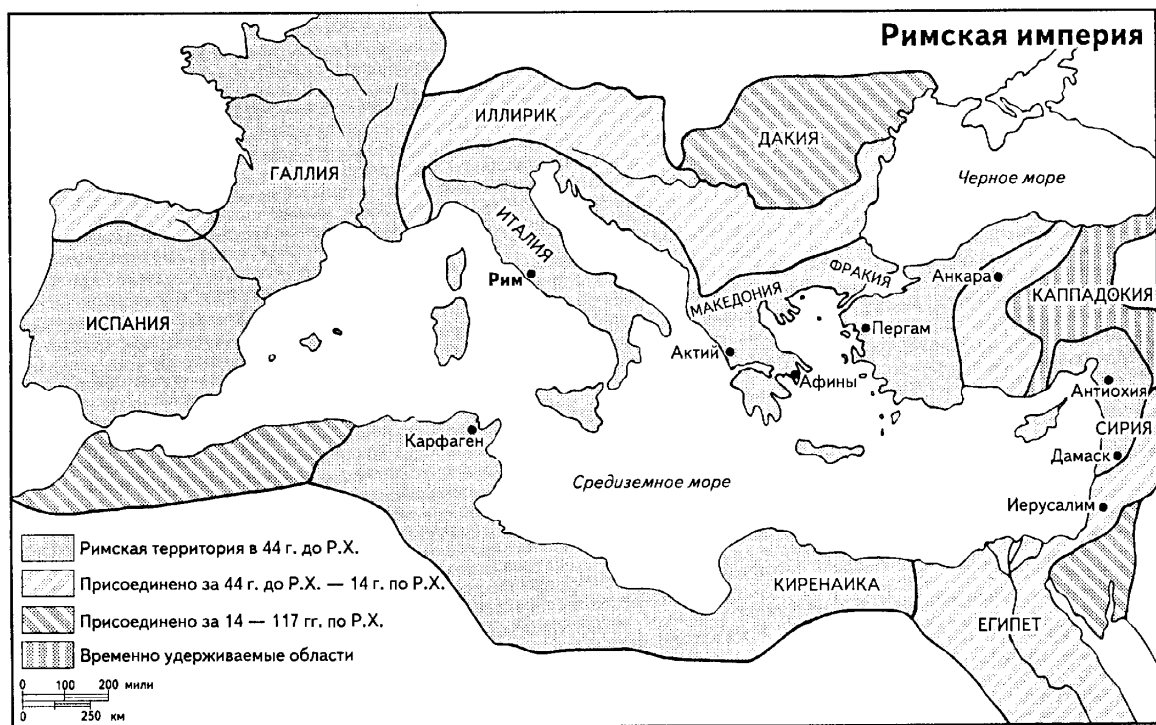 Римская империя
ИЛЛИРИК
ДАКИЯ
ГАЛЛИЯ
Черное море
ИТАЛИЯ
Рим
ФРАКИЯ
Анкара
МАКЕДОНИЯ
КАППАДОКИЯ
ИСПАНИЯ
Пергам
Актий
Афины
Антиохия
СИРИЯ
Карфаген
Дамаск
Средиземное море
Иерусалим
Римская территория в 44 г. до Р.Х.
Присоединено за 44 г. до Р.Х. — 14 г. по Р.Х.
КИРЕНАИКА
Присоединено за 14 — 117 гг. по Р.Х.
ЕГИПЕТ
Временно удерживаемые области
0 100 200 мили
0 250 км